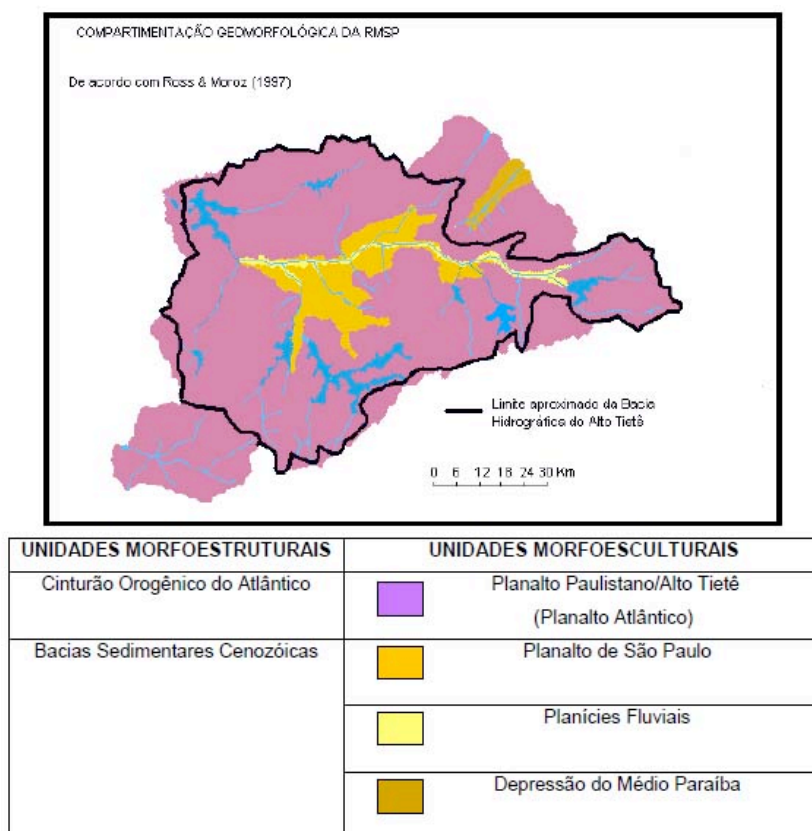 COMPARTIMENTAÇÃO GEOMORFOLÓGICA DA RMSP
De acordo com Ross & Moroz (1997)
Limite aproximado da Bacia
Hidrográfica do Alto Tietê
0 6 12 18 24 30 Km
UNIDADES MORFOESTRUTURAIS
UNIDADES MORFOESCULTURAIS
Cinturão Orogênico do Atlântico
Planalto Paulistano/Alto Tietê
(Planalto Atlântico)
Bacias Sedimentares Cenozóicas
Planalto de São Paulo
Planícies Fluviais
Depressão do Médio Paraíba